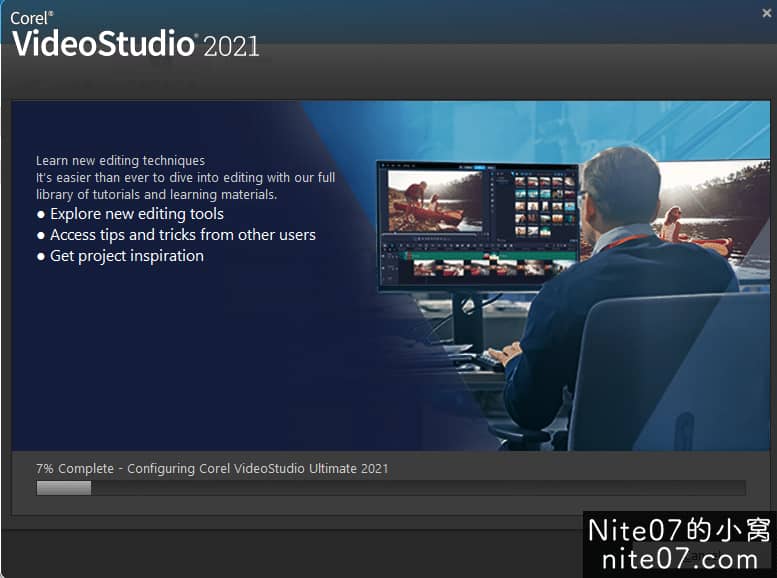 Corel®
VideoStudio® 2021
Learn new editing techniques
It's easier than ever to dive into editing with our full
library of tutorials and learning materials.
● Explore new editing tools
● Access tips and tricks from other users
● Get project inspiration
7% Complete - Configuring Corel VideoStudio Ultimate 2021
Nite07的小窝
nite07.com